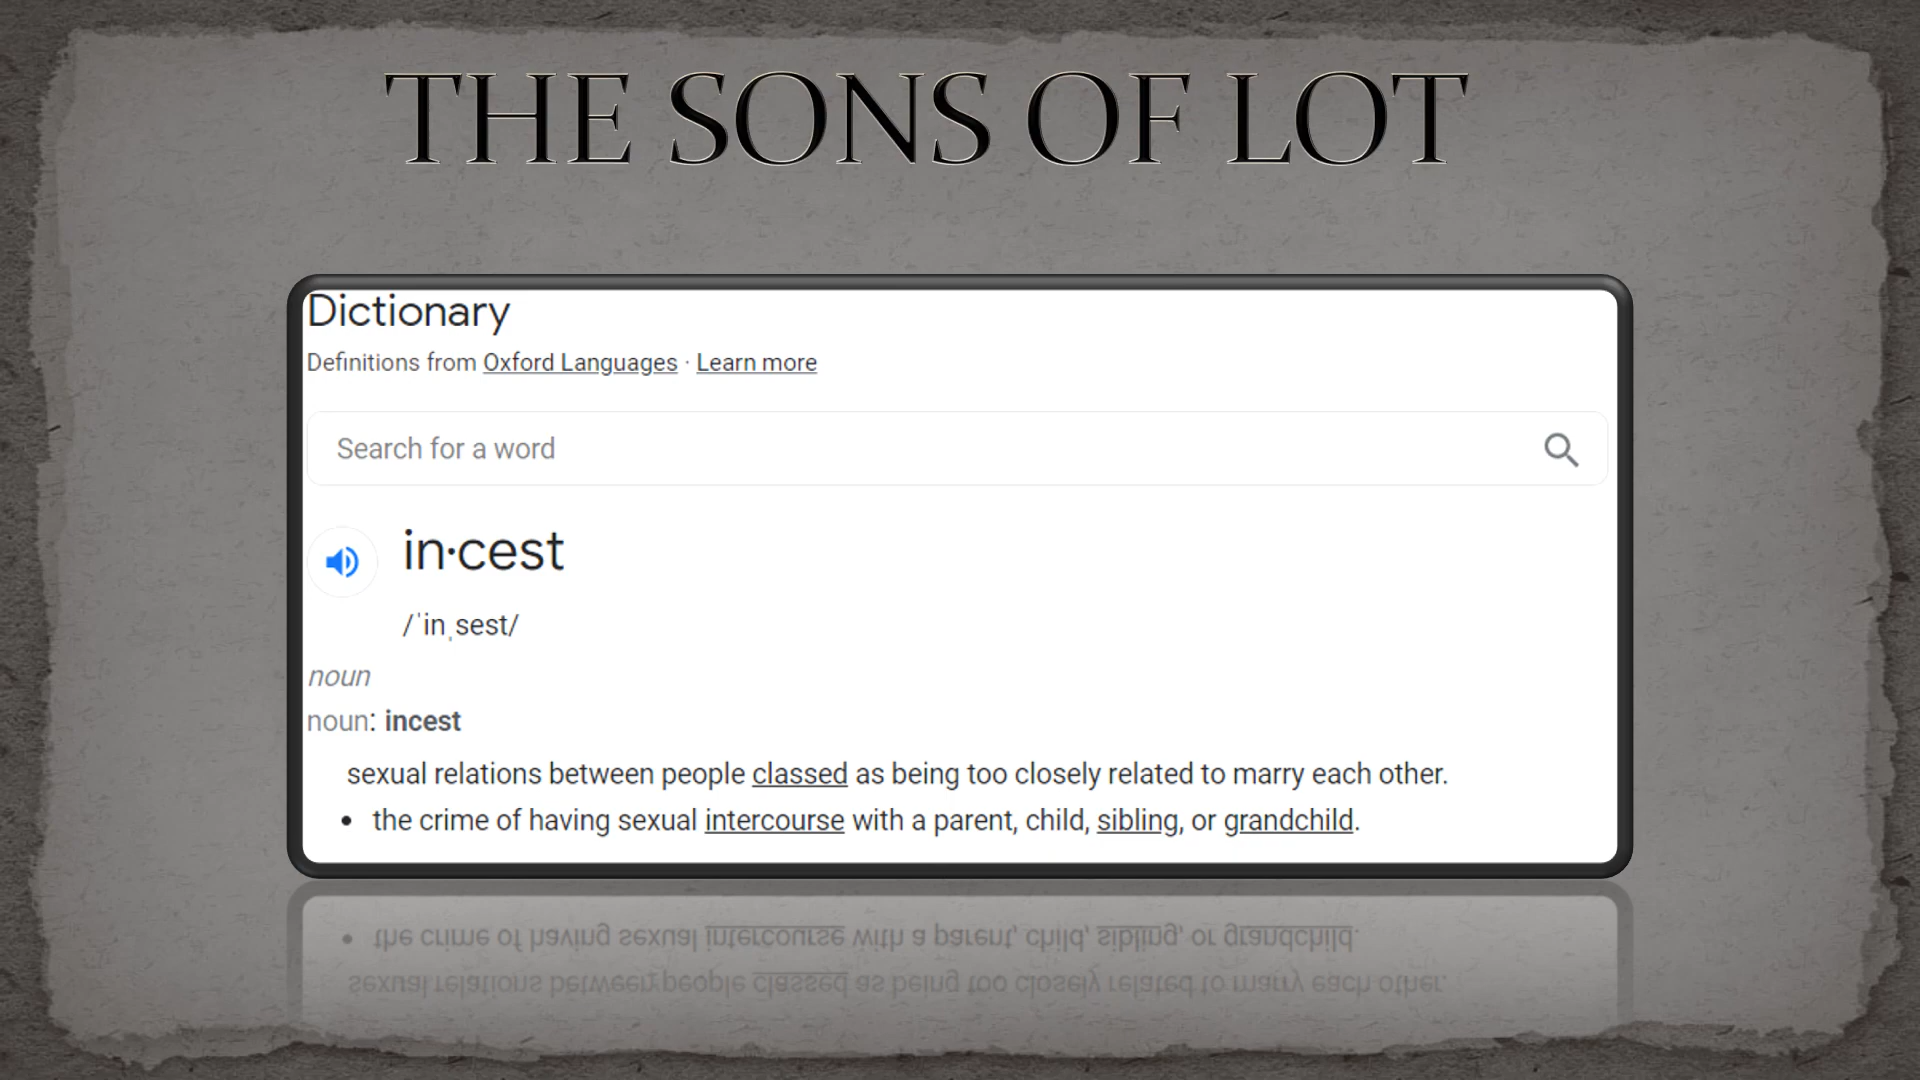 THE SONS OF LOT
Dictionary
Definitions from Oxford Languages · Learn more
Search for a word
in·cest
/ˈinˌsest/
noun
noun: incest
sexual relations between people classed as being too closely related to marry each other.
• the crime of having sexual intercourse with a parent, child, sibling, or grandchild.